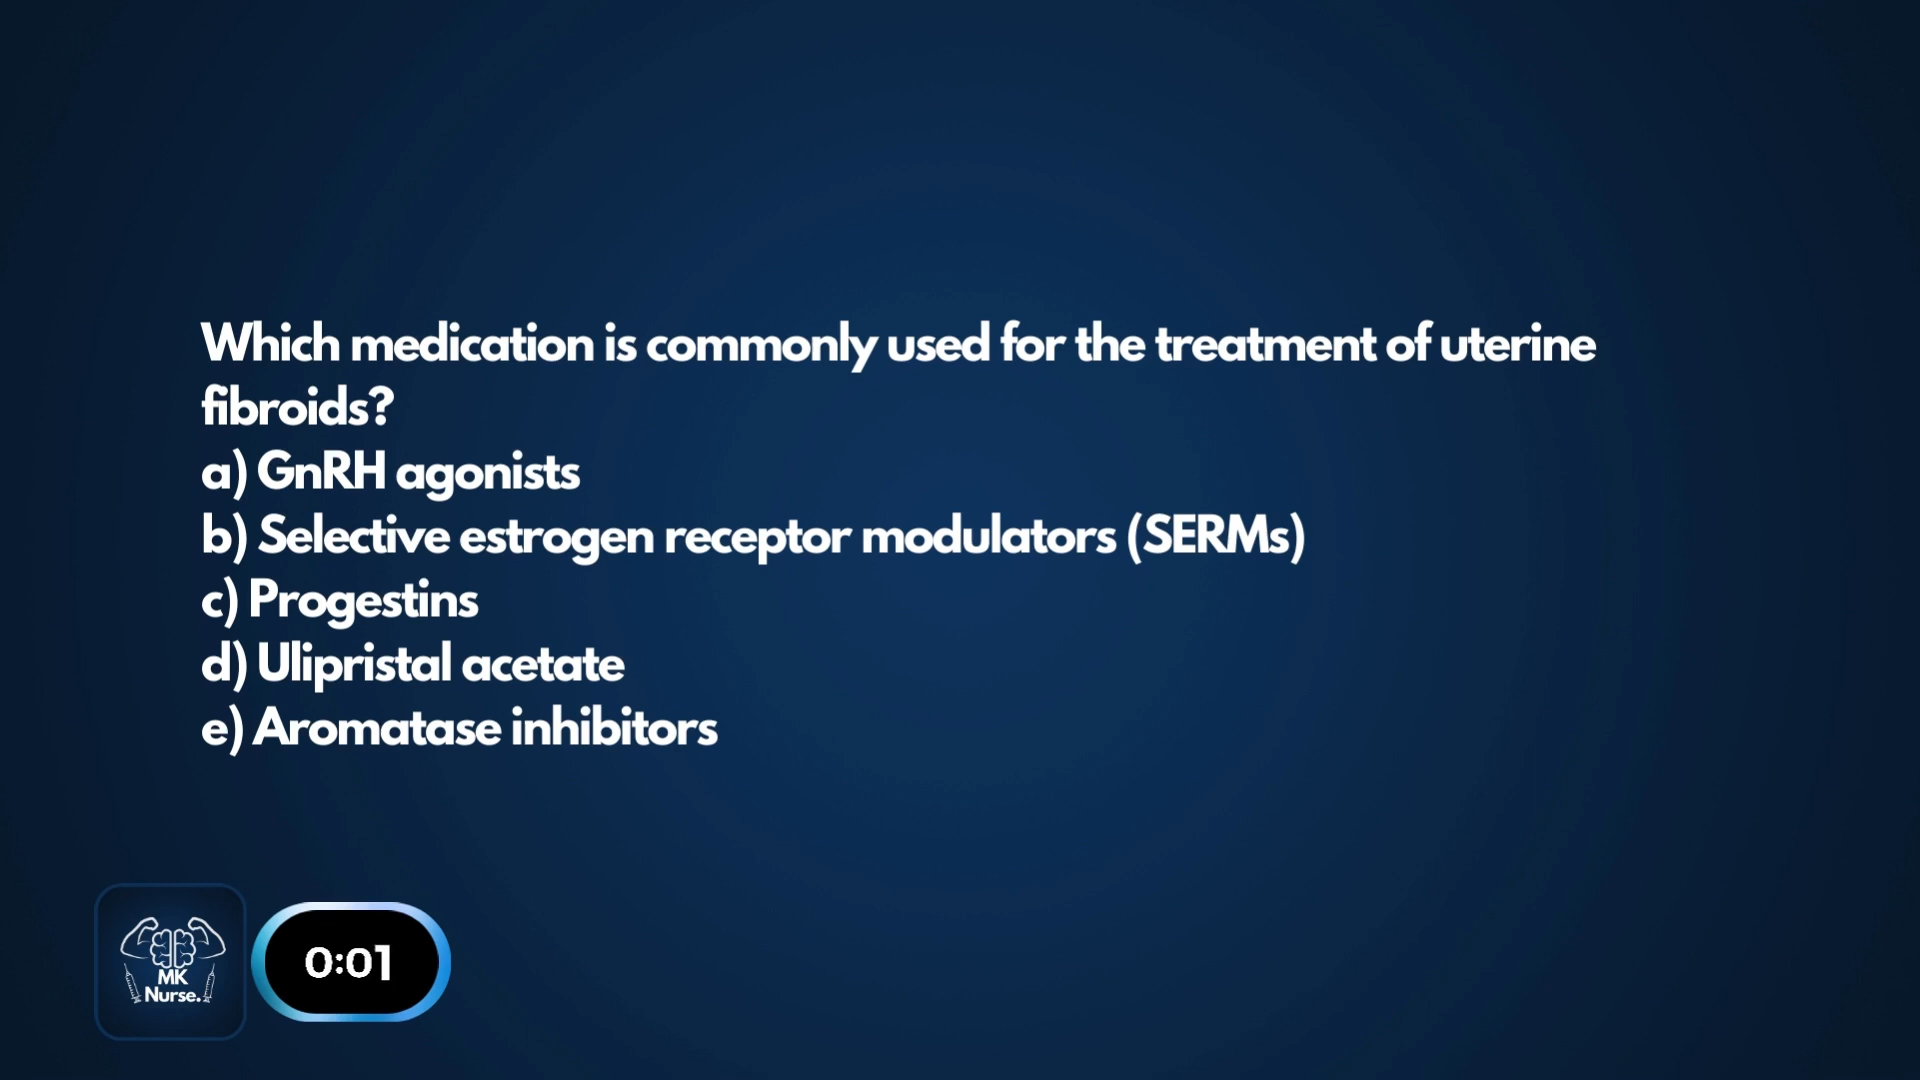 Which medication is commonly used for the treatment of uterine
fibroids?
a) GnRH agonists
b) Selective estrogen receptor modulators (SERMs)
c) Progestins
d) Ulipristal acetate
e) Aromatase inhibitors
MK
Nurse.
0:01